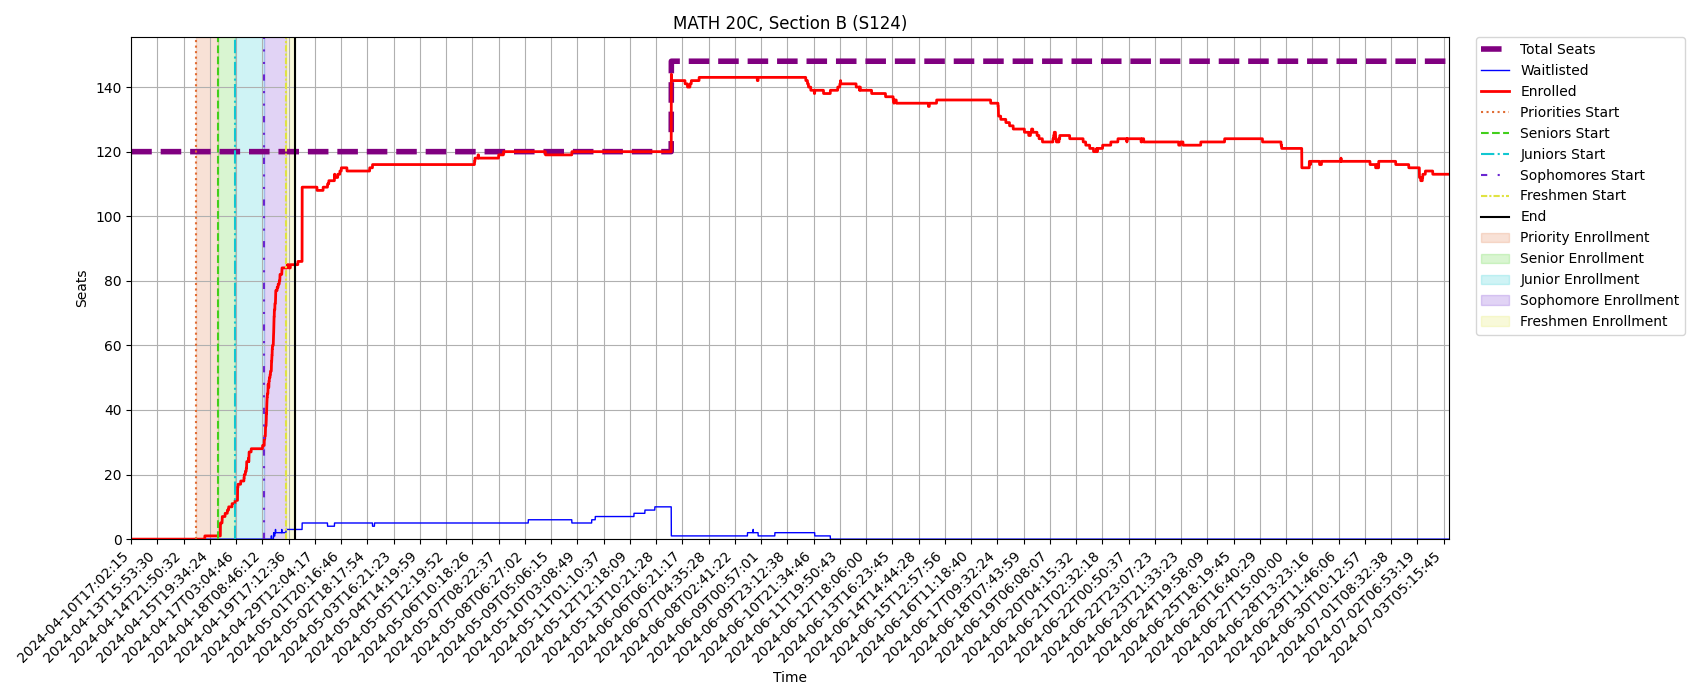 MATH 20C, Section B (S124)
140
120
100
80
60
40
20
0
Seats
2024-04-10T17:02:15
2024-04-13T15:53:30
2024-04-14T21:50:32
2024-04-15T19:34:24
2024-04-17T03:04:46
2024-04-18T08:46:12
2024-04-19T17:12:36
2024-04-29T12:04:17
2024-05-01T20:16:46
2024-05-02T18:17:54
2024-05-03T16:21:23
2024-05-04T14:19:59
2024-05-05T12:19:52
2024-05-06T10:18:26
2024-05-07T08:22:37
2024-05-08T06:27:02
2024-05-09T05:06:15
2024-05-10T03:08:49
2024-05-11T01:10:37
2024-05-12T12:18:09
2024-05-13T10:21:28
2024-06-06T06:21:17
2024-06-07T04:35:28
2024-06-08T02:41:22
2024-06-09T00:57:01
2024-06-09T23:12:38
2024-06-10T21:34:46
2024-06-11T19:50:43
2024-06-12T18:06:00
2024-06-13T16:23:45
2024-06-14T14:44:28
2024-06-15T12:57:56
2024-06-16T11:18:40
2024-06-17T09:32:24
2024-06-18T07:43:59
2024-06-19T06:08:07
2024-06-20T04:15:32
2024-06-21T02:32:18
2024-06-22T00:50:37
2024-06-22T23:07:23
2024-06-23T21:33:23
2024-06-24T19:58:09
2024-06-25T18:19:45
2024-06-26T16:40:29
2024-06-27T15:00:00
2024-06-28T13:23:16
2024-06-29T11:46:06
2024-06-30T10:12:57
2024-07-01T08:32:38
2024-07-02T06:53:19
2024-07-03T05:15:45
Time
Total Seats
Waitlisted
Enrolled
Priorities Start
Seniors Start
Juniors Start
Sophomores Start
Freshmen Start
End
Priority Enrollment
Senior Enrollment
Junior Enrollment
Sophomore Enrollment
Freshmen Enrollment